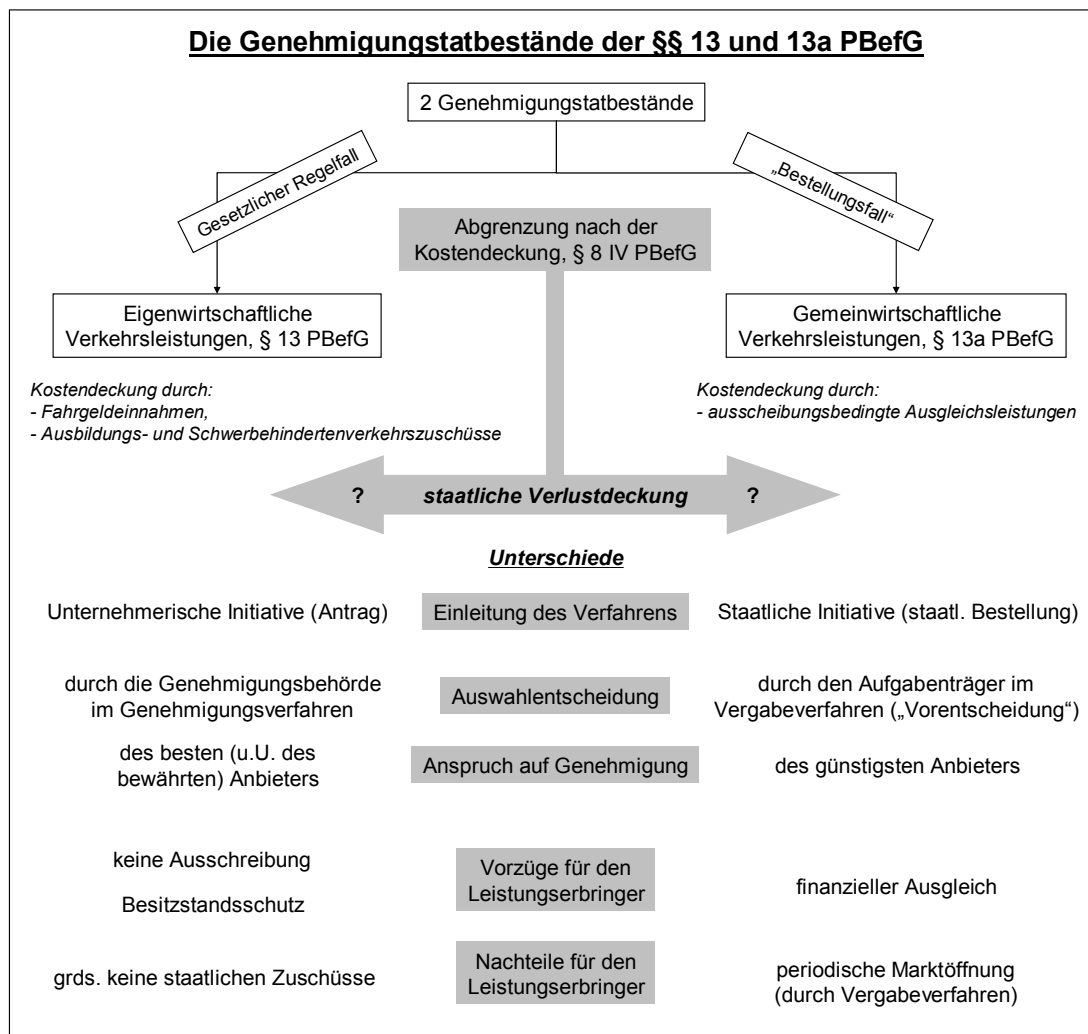 Die Genehmigungstatbestände der §§ 13 und 13a PBefG
2 Genehmigungstatbestände
Gesetzlicher Regelfall
„Bestellungsfall“
Abgrenzung nach der
Kostendeckung, § 8 IV PBefG
Eigenwirtschaftliche
Verkehrsleistungen, § 13 PBefG
Gemeinwirtschaftliche
Verkehrsleistungen, § 13a PBefG
Kostendeckung durch:
- Fahrgeldeinnahmen,
- Ausbildungs- und Schwerbehindertenverkehrszuschüsse
Kostendeckung durch:
- ausscheibungsbedingte Ausgleichsleistungen
? staatliche Verlustdeckung ?
Unterschiede
Unternehmerische Initiative (Antrag)
Einleitung des Verfahrens
Staatliche Initiative (staatl. Bestellung)
durch die Genehmigungsbehörde
im Genehmigungsverfahren
Auswahlentscheidung
durch den Aufgabenträger im
Vergabeverfahren („Vorentscheidung“)
des besten (u.U. des
bewährten) Anbieters
Anspruch auf Genehmigung
des günstigsten Anbieters
keine Ausschreibung
Besitzstandsschutz
Vorzüge für den
Leistungserbringer
finanzieller Ausgleich
grds. keine staatlichen Zuschüsse
Nachteile für den
Leistungserbringer
periodische Marktöffnung
(durch Vergabeverfahren)